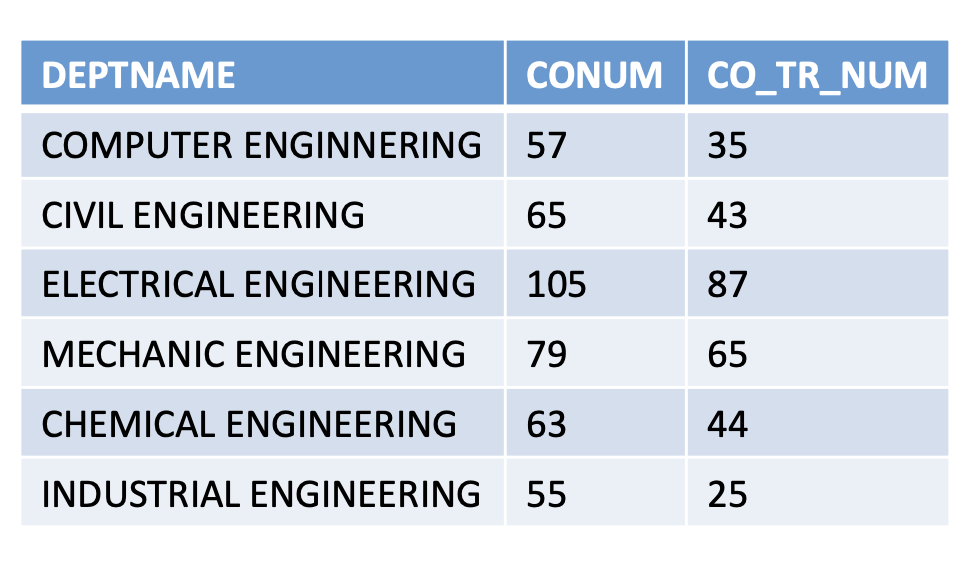 DEPTNAME CONUM CO_TR_NUM
COMPUTER ENGINNERING 57 35
CIVIL ENGINEERING 65 43
ELECTRICAL ENGINEERING 105 87
MECHANIC ENGINEERING 79 65
CHEMICAL ENGINEERING 63 44
INDUSTRIAL ENGINEERING 55 25